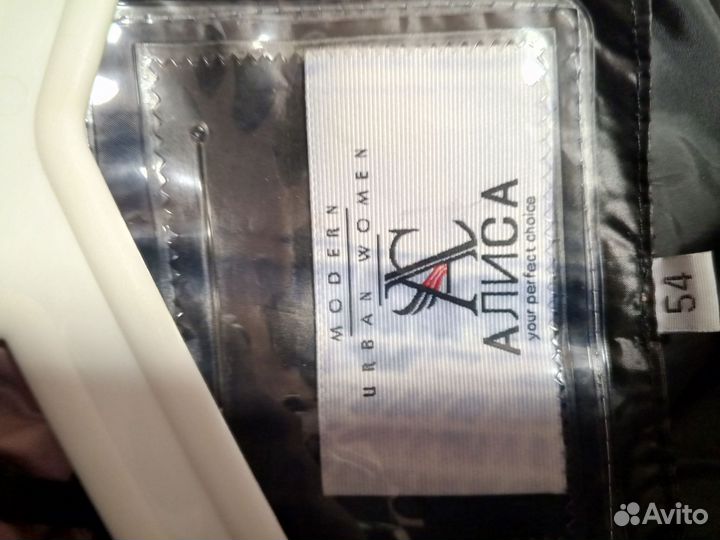 MODERN
URBAN WOMEN
АЛИСА
your perfect choice
54
Avito